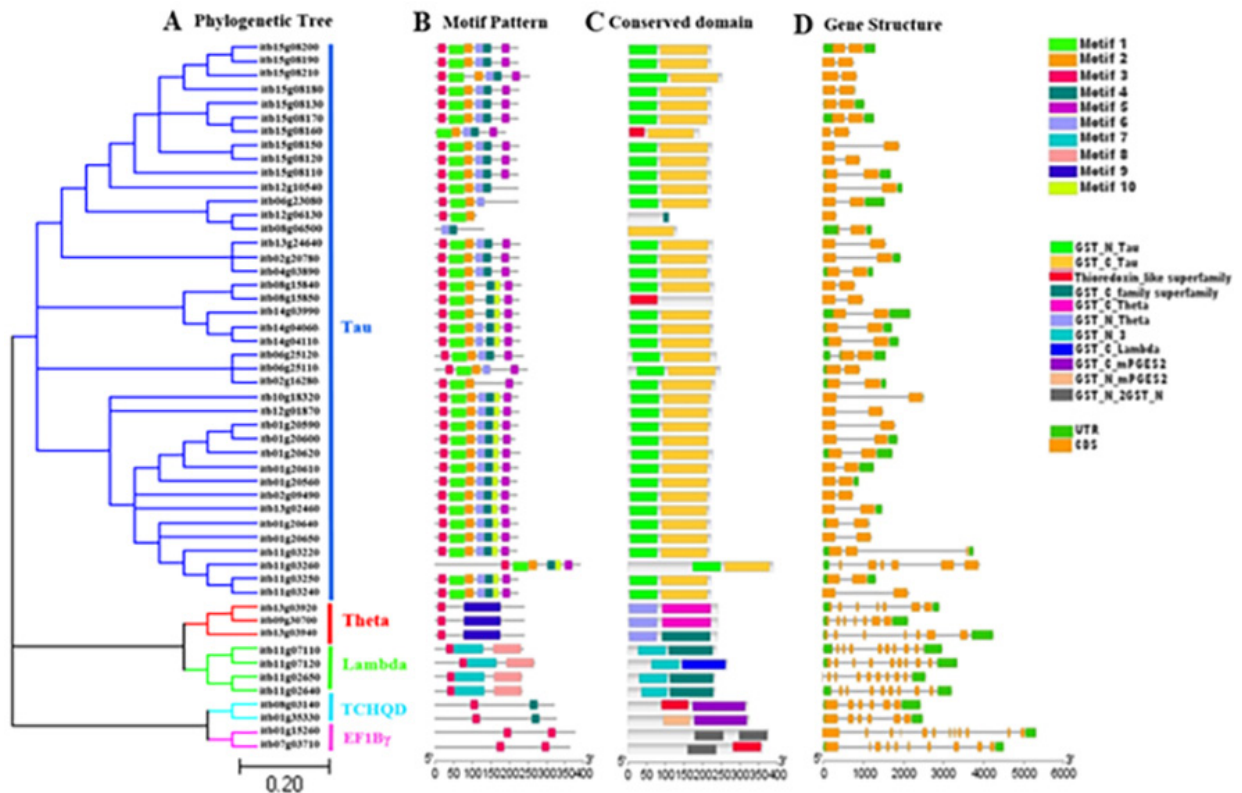 A Phylogenetic Tree
B Motif Pattern
C Conserved domain
D Gene Structure
itb15g08200
itb15g08190
itb15g08210
itb15g08180
itb15g08130
itb15g08170
itb15g08160
itb15g08150
itb15g08120
itb15g08110
itb12g10540
itb06g23080
itb12g06130
itb08g06500
itb13g24640
itb02g20780
itb04g03890
itb08g15840
itb08g15850
itb14g03990
itb14g04060
itb14g04110
itb06g25120
itb06g25110
itb02g16280
itb10g18320
itb12g01870
itb01g20590
itb01g20600
itb01g20620
itb01g20610
itb01g20560
itb02g09490
itb13g02460
itb01g20640
itb01g20650
itb11g03220
itb11g03260
itb11g03250
itb11g03240
itb13g03920
itb09g30700
itb13g03940
itb11g07110
itb11g07120
itb11g02650
itb11g02640
itb08g03140
itb01g35330
itb01g15260
itb07g03710
Tau
Theta
Lambda
TCHQD
EF1Bγ
0.20
5' 3'
0 50 100 150 200 250 300 350 400
5' 3'
0 50 100 150 200 250 300 350 400
5' 3'
0 1000 2000 3000 4000 5000 6000
Motif 1
Motif 2
Motif 3
Motif 4
Motif 5
Motif 6
Motif 7
Motif 8
Motif 9
Motif 10
GST_N_Tau
GST_C_Tau
Thioredoxin_like superfamily
GST_C_family superfamily
GST_C_Theta
GST_N_Theta
GST_N_3
GST_C_Lambda
GST_C_mPGES2
GST_N_mPGES2
GST_N_2GST_N
UTR
CDS